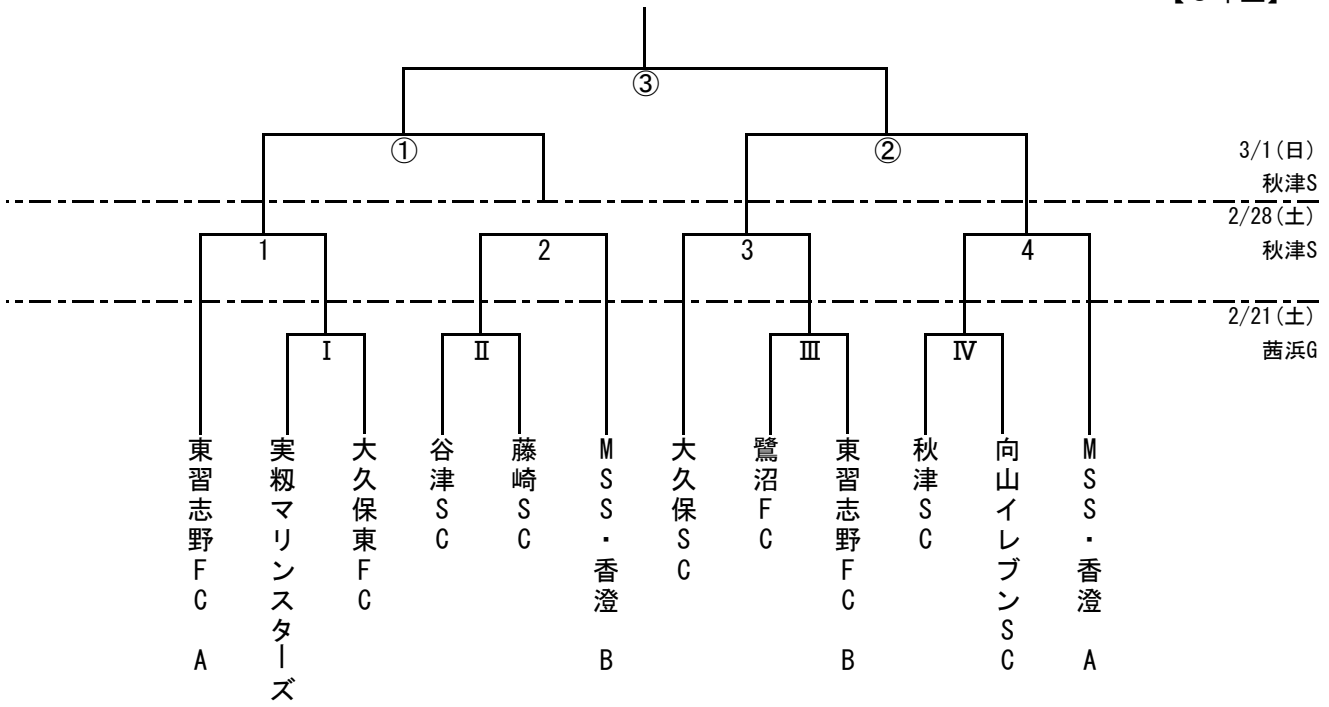 ③
①
②
3/1(日)
秋津S
2/28(土)
1
2
3
4
秋津S
2/21(土)
Ⅰ
Ⅱ
Ⅲ
Ⅳ
茜浜G
東習志野FC A
実籾マリンスターズ
大久保東FC
谷津SC
藤崎SC
MSS・香澄 B
大久保SC
鷺沼FC
東習志野FC B
秋津SC
向山イレブンSC
MSS・香澄 A